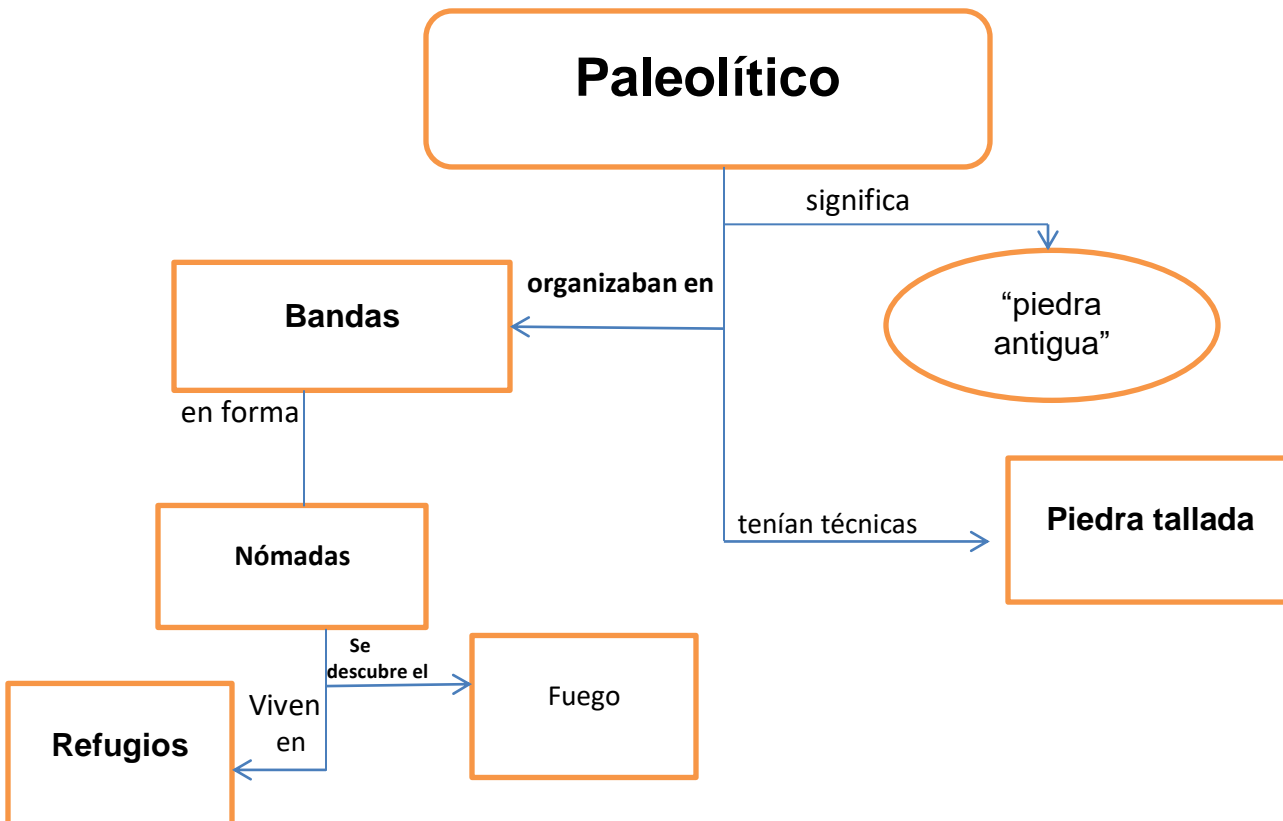 Paleolítico
significa
organizaban en
Bandas
“piedra
antigua”
en forma
tenían técnicas
Piedra tallada
Nómadas
Se
descubre el
Fuego
Viven
en
Refugios